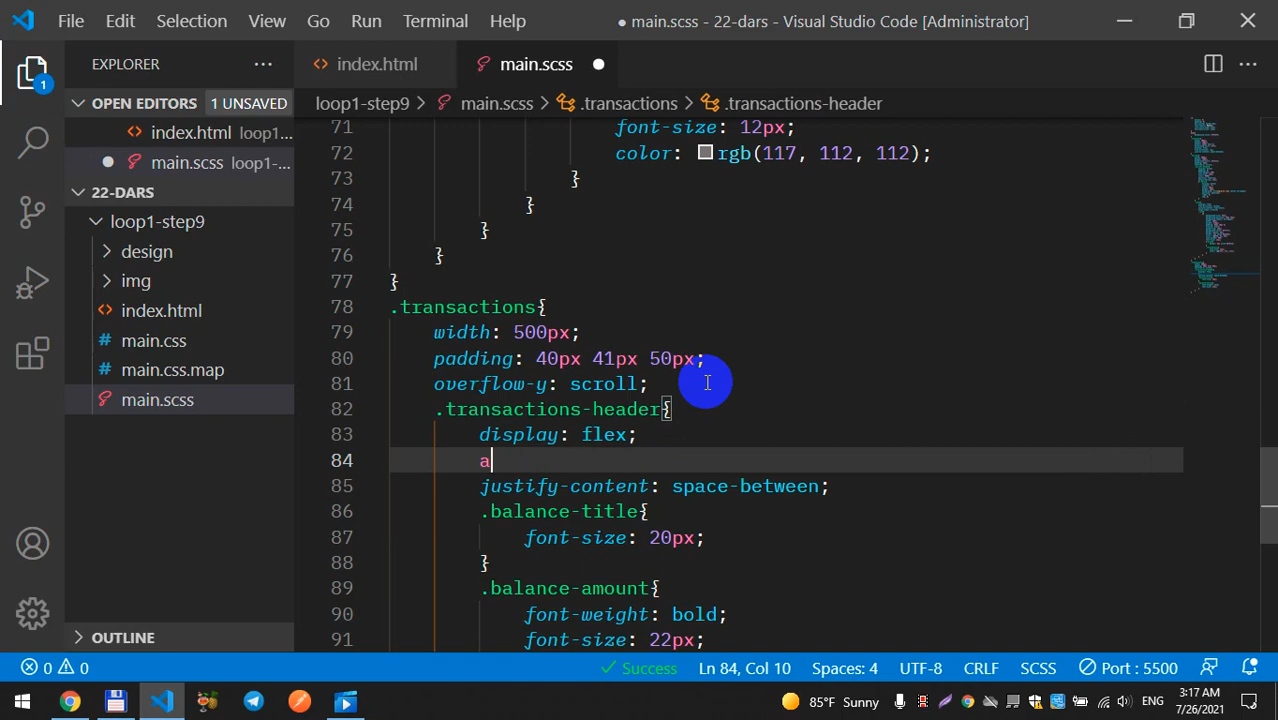 File Edit Selection View Go Run Terminal Help
● main.scss - 22-dars - Visual Studio Code [Administrator]
EXPLORER ···
index.html
main.scss
OPEN EDITORS 1 UNSAVED
index.html loop1...
main.scss loop1-...
22-DARS
loop1-step9
design
img
index.html
main.css
main.css.map
main.scss
OUTLINE
1
loop1-step9 > main.scss > .transactions > .transactions-header
71 font-size: 12px;
72 color: rgb(117, 112, 112);
73 }
74 }
75 }
76 }
77 }
78 .transactions{
79 width: 500px;
80 padding: 40px 41px 50px;
81 overflow-y: scroll;
82 .transactions-header{
83 display: flex;
84 a
85 justify-content: space-between;
86 .balance-title{
87 font-size: 20px;
88 }
89 .balance-amount{
90 font-weight: bold;
91 font-size: 22px;
0 0 Success Ln 84, Col 10 Spaces: 4 UTF-8 CRLF SCSS Port : 5500
85°F Sunny ENG 3:17 AM
7/26/2021